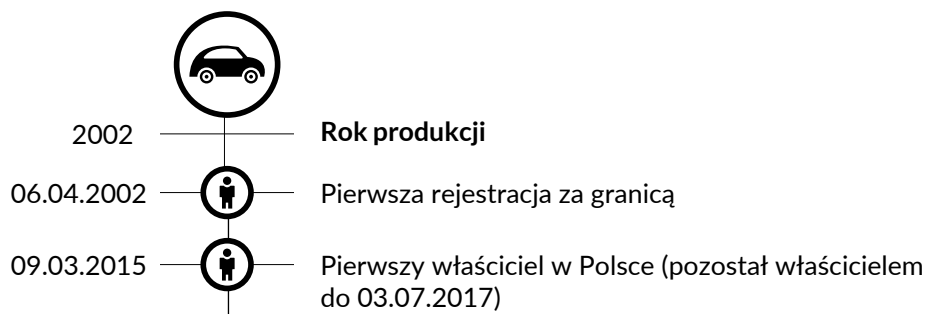 2002 Rok produkcji
06.04.2002 Pierwsza rejestracja za granicą
09.03.2015 Pierwszy właściciel w Polsce (pozostał właścicielem
do 03.07.2017)